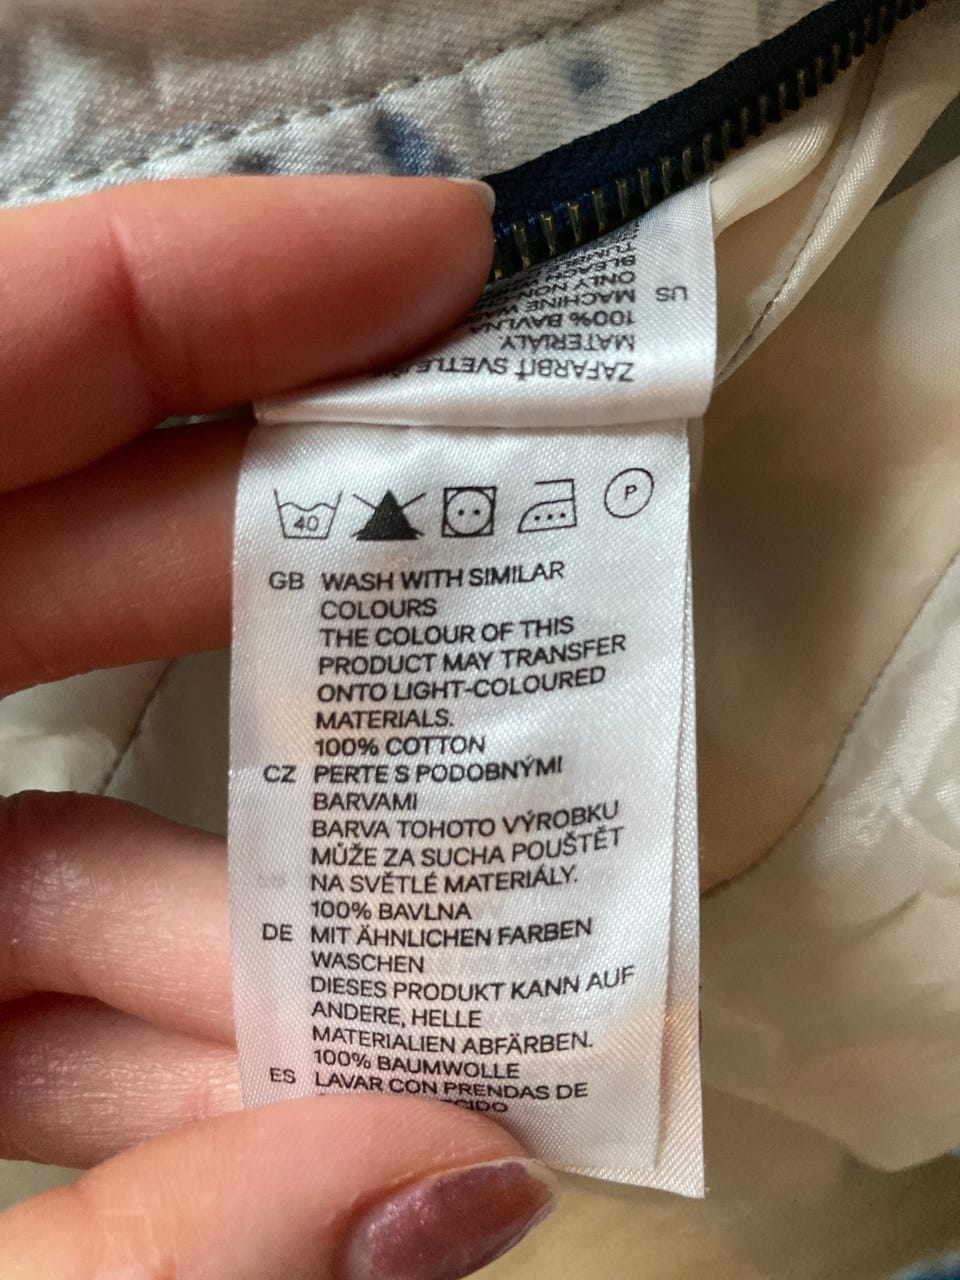 BLEACH
ONLY NON
MACHINE
US
100% BAVLNA
MATERIÁLY.
ZAFARBIŤ
40
P
GB WASH WITH SIMILAR
COLOURS
THE COLOUR OF THIS
PRODUCT MAY TRANSFER
ONTO LIGHT-COLOURED
MATERIALS.
100% COTTON
CZ PERTE S PODOBNÝMI
BARVAMI
BARVA TOHOTO VÝROBKU
MŮŽE ZA SUCHA POUŠTĚT
NA SVĚTLÉ MATERIÁLY.
100% BAVLNA
DE MIT ÄHNLICHEN FARBEN
WASCHEN
DIESES PRODUKT KANN AUF
ANDERE, HELLE
MATERIALIEN ABFÄRBEN.
100% BAUMWOLLE
ES LAVAR CON PRENDAS DE